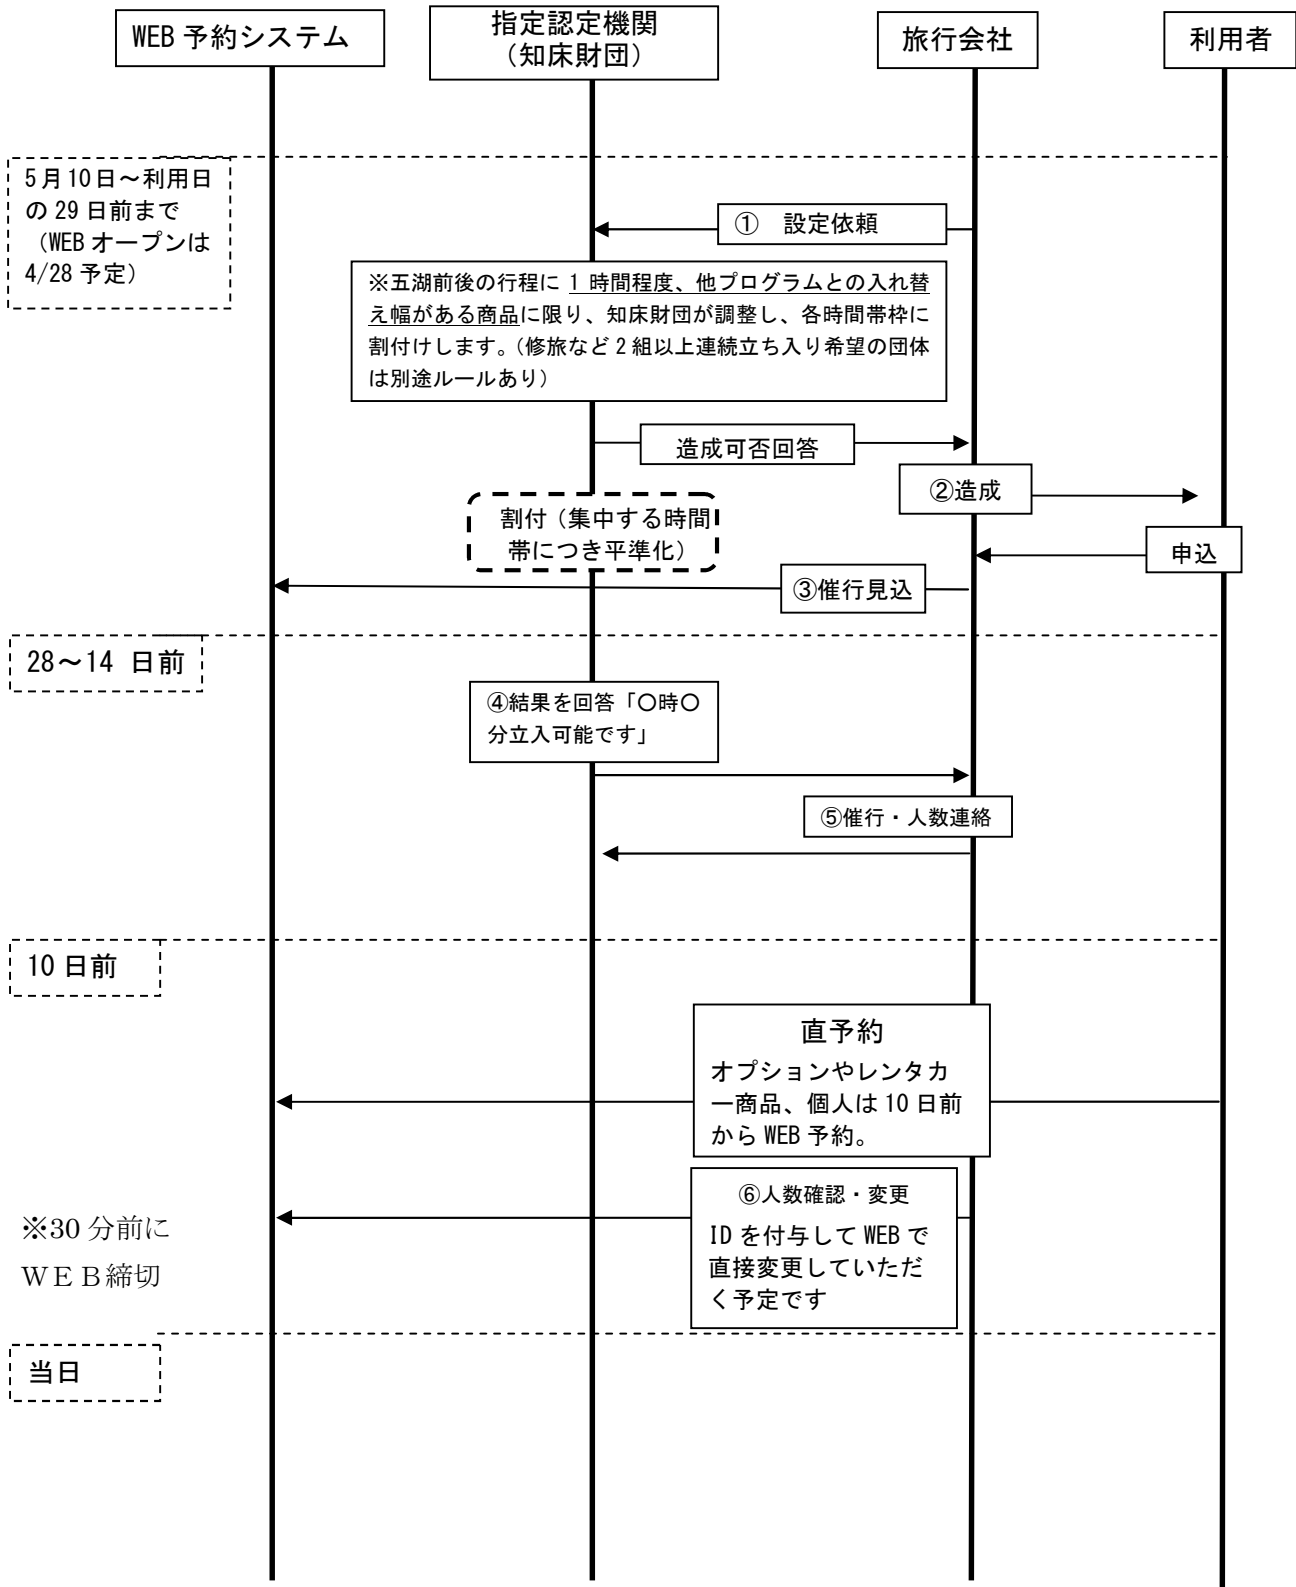 WEB 予約システム
指定認定機関
（知床財団）
旅行会社
利用者
5月10日～利用日
の 29 日前まで
（WEB オープンは
4/28 予定）
① 設定依頼
※五湖前後の行程に 1 時間程度、他プログラムとの入れ替
え幅がある商品に限り、知床財団が調整し、各時間帯枠に
割付けします。（修旅など 2 組以上連続立ち入り希望の団体
は別途ルールあり）
造成可否回答
②造成
割付（集中する時間
帯につき平準化）
申込
③催行見込
28～14 日前
④結果を回答「〇時〇
分立入可能です」
⑤催行・人数連絡
10 日前
直予約
オプションやレンタカ
ー商品、個人は 10 日前
から WEB 予約。
⑥人数確認・変更
ID を付与して WEB で
直接変更していただ
く予定です
※30 分前に
ＷＥＢ締切
当日